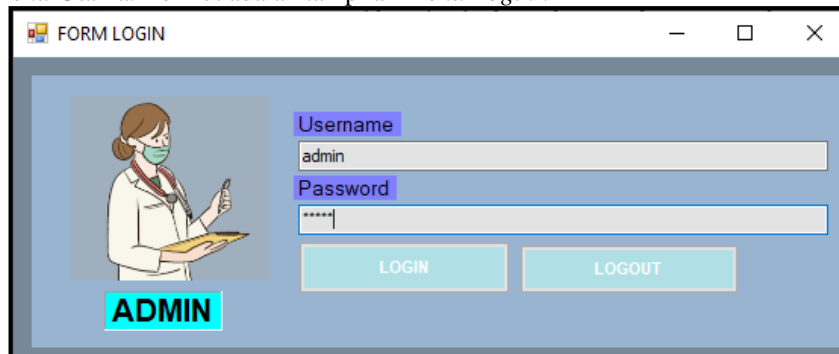 FORM LOGIN
Username
admin
Password
*****
LOGIN
LOGOUT
ADMIN